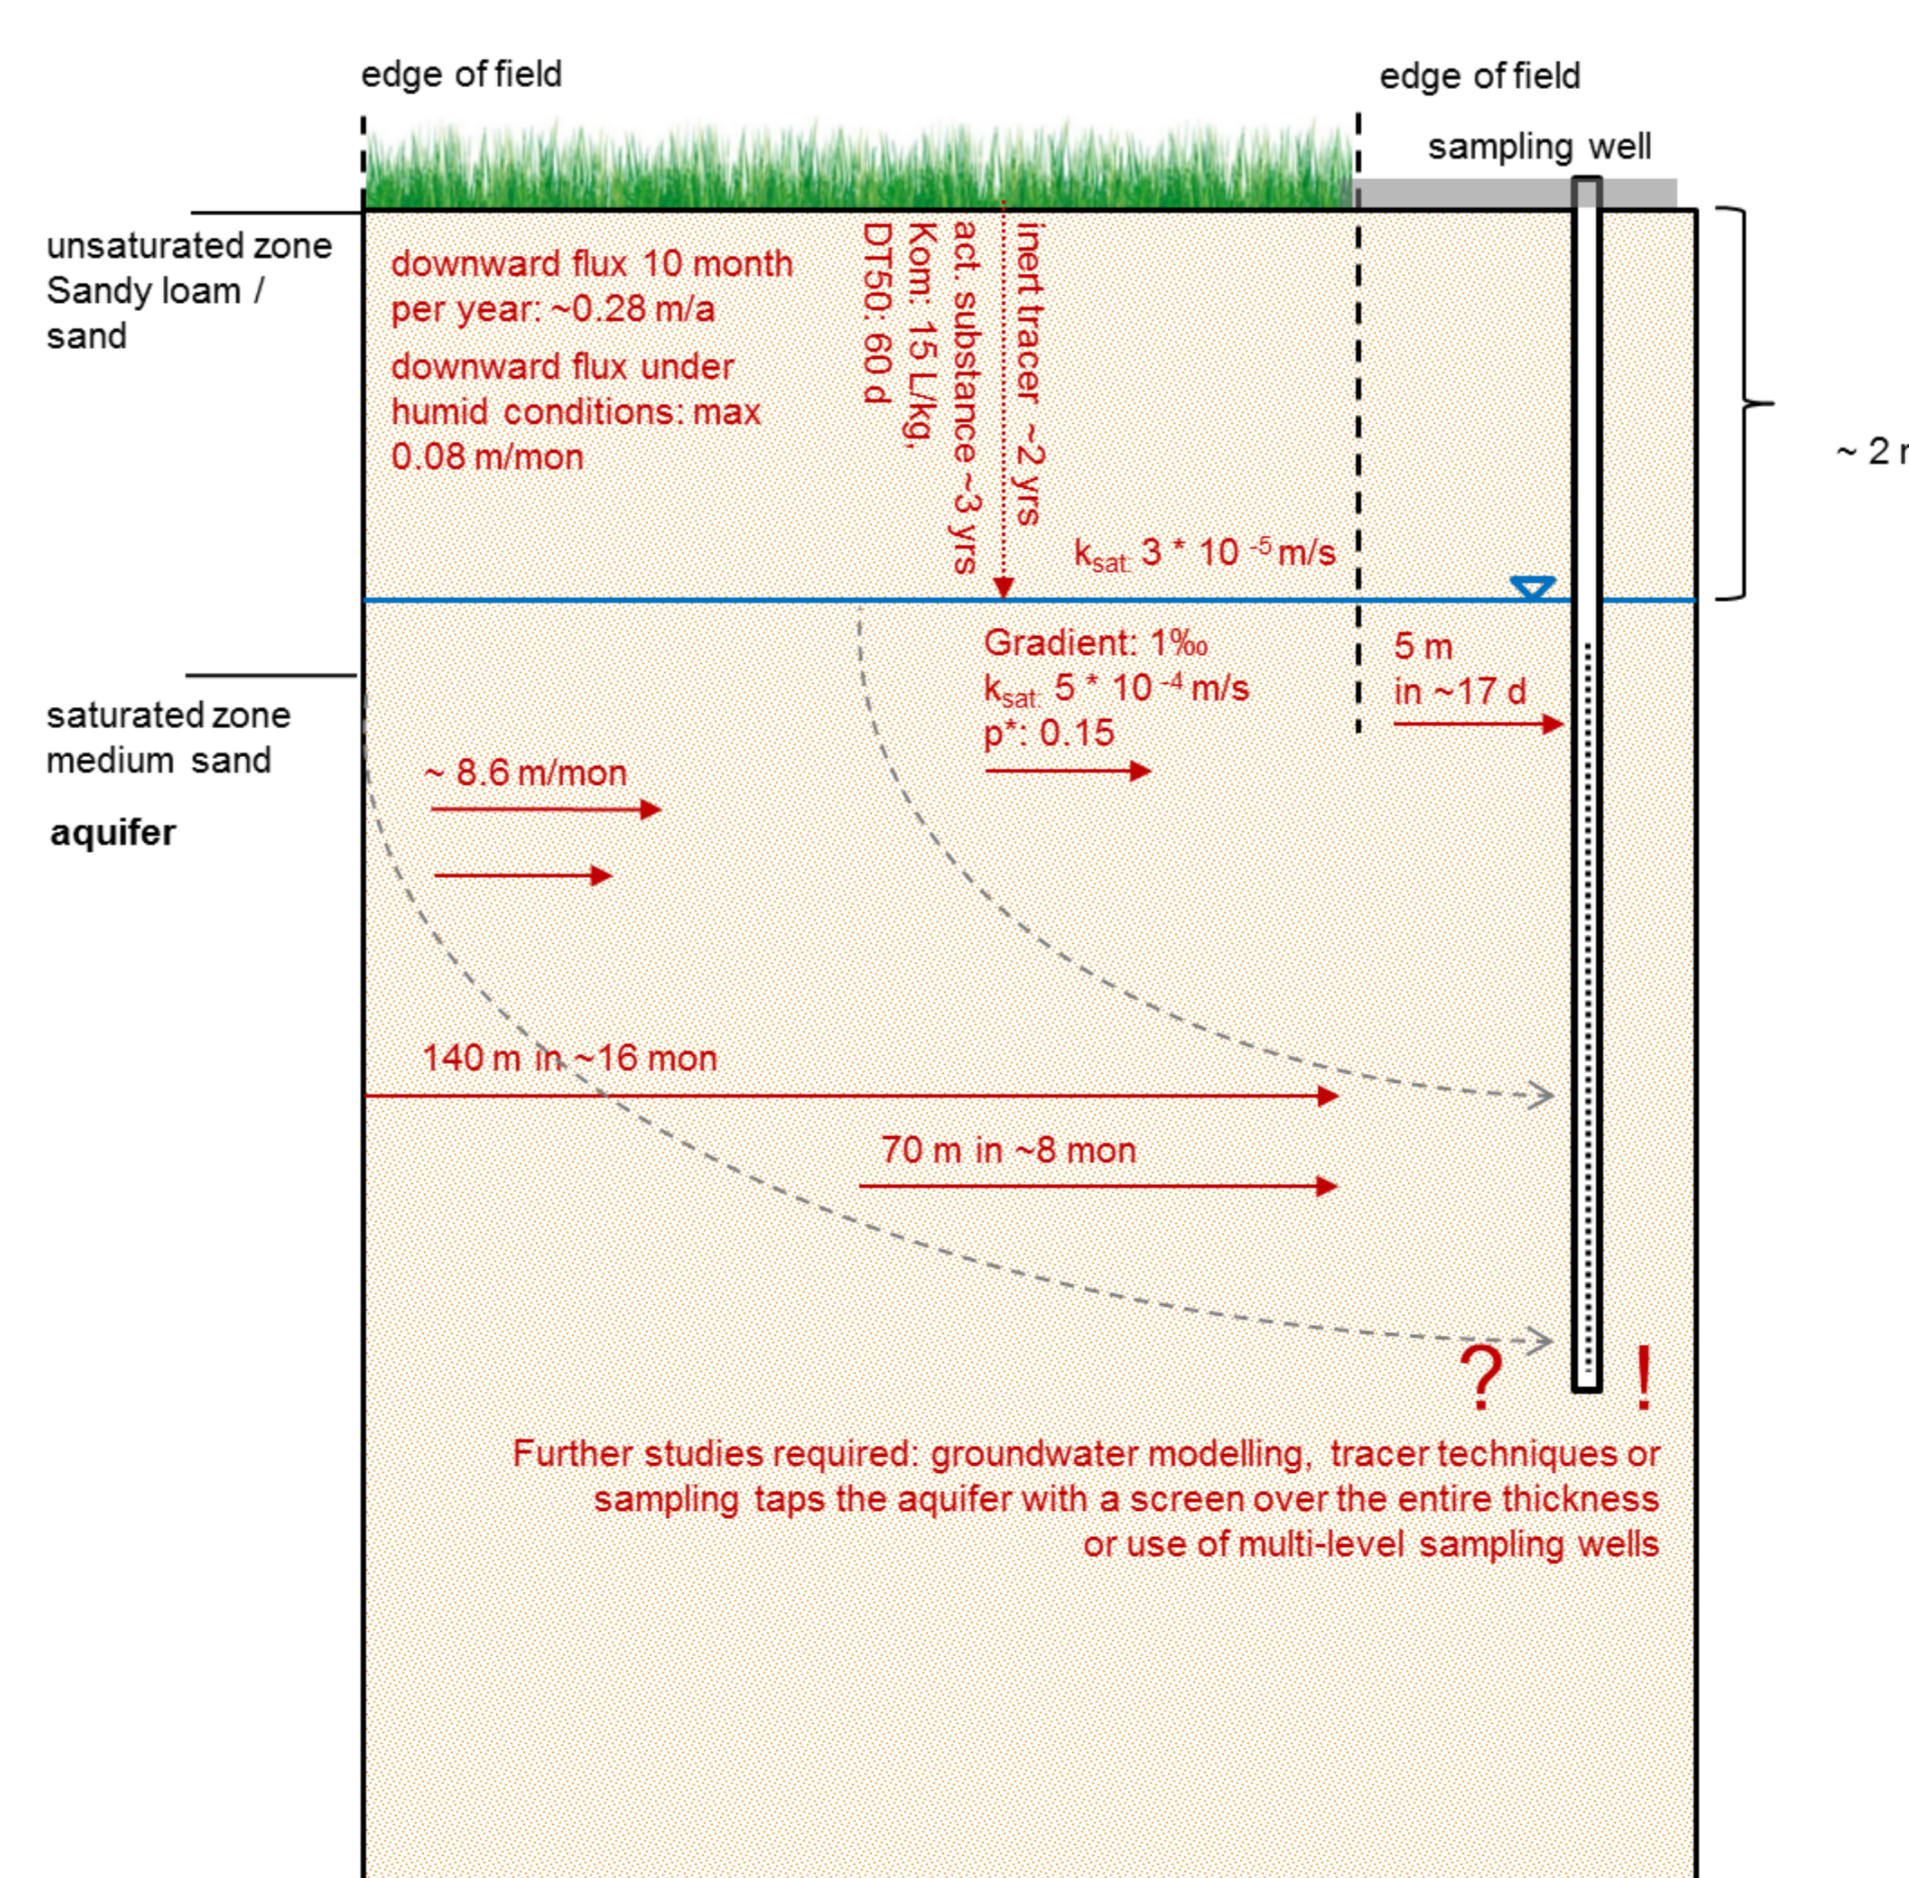 edge of field
edge of field
sampling well
unsaturated zone
Sandy loam /
sand
downward flux 10 month
per year: ~0.28 m/a
downward flux under
humid conditions: max
0.08 m/mon
inert tracer ~2 yrs
act. substance ~3 yrs
Kom: 15 L/kg,
DT50: 60 d
~ 2
ksat: 3 * 10 -5 m/s
Gradient: 1‰
ksat: 5 * 10 -4 m/s
p*: 0.15
5 m
in ~17 d
saturated zone
medium sand
aquifer
~ 8.6 m/mon
140 m in ~16 mon
70 m in ~8 mon
? !
Further studies required: groundwater modelling, tracer techniques or
sampling taps the aquifer with a screen over the entire thickness
or use of multi-level sampling wells